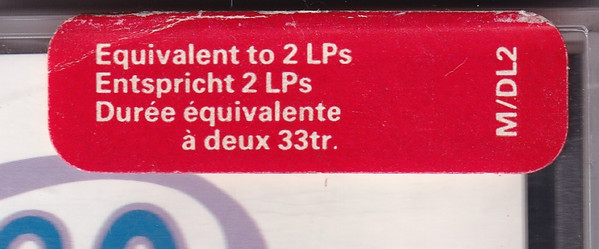 Equivalent to 2 LPs
Entspricht 2 LPs
Durée équivalente
à deux 33tr.
M/DL2